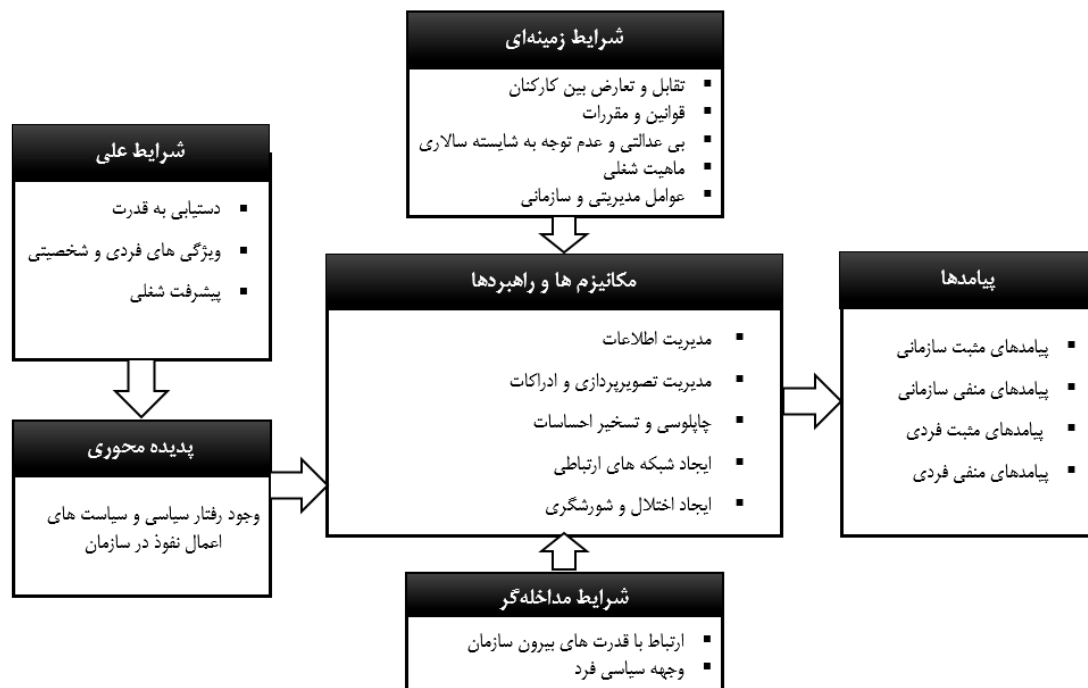 شرایط زمینه‌ای
تقابل و تعارض بین کارکنان
قوانین و مقررات
بی عدالتی و عدم توجه به شایسته سالاری
ماهیت شغلی
عوامل مدیریتی و سازمانی
شرایط علی
دستیابی به قدرت
ویژگی های فردی و شخصیتی
پیشرفت شغلی
پدیده محوری
وجود رفتار سیاسی و سیاست های
اعمال نفوذ در سازمان
مکانیزم ها و راهبردها
مدیریت اطلاعات
مدیریت تصویرپردازی و ادراکات
چاپلوسی و تسخیر احساسات
ایجاد شبکه های ارتباطی
ایجاد اختلال و شورشگری
پیامدها
پیامدهای مثبت سازمانی
پیامدهای منفی سازمانی
پیامدهای مثبت فردی
پیامدهای منفی فردی
شرایط مداخله‌گر
ارتباط با قدرت های بیرون سازمان
وجهه سیاسی فرد